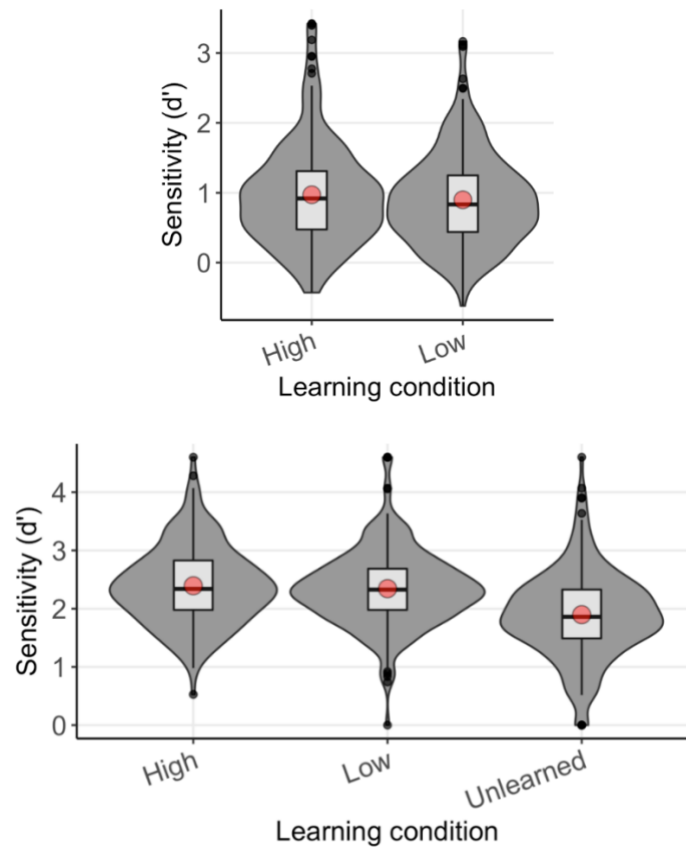 Sensitivity (d')
3
2
1
0
High
Low
Learning condition
Sensitivity (d')
4
3
2
1
0
High
Low
Unlearned
Learning condition